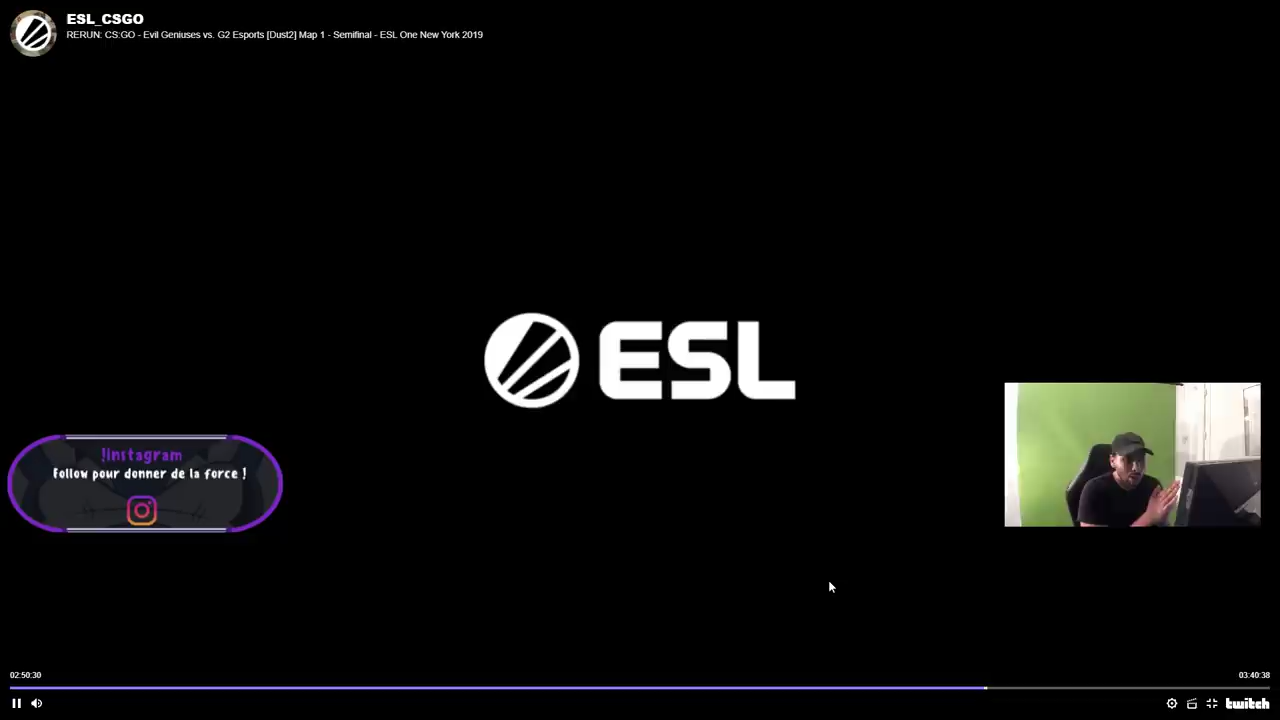 ESL_CSGO
RERUN: CS:GO - Evil Geniuses vs. G2 Esports [Dust2] Map 1 - Semifinal - ESL One New York 2019
ESL
!instagram
Follow pour donner de la force !
02:50:30
03:40:38
twitch